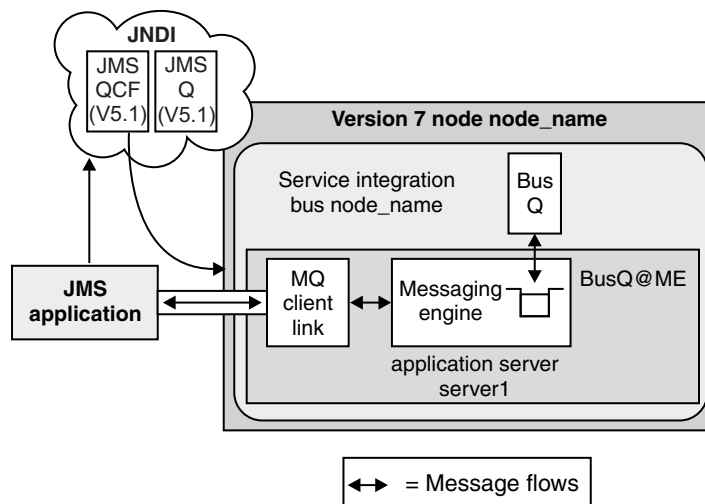 JNDI
JMS
QCF
(V5.1)
JMS
Q
(V5.1)
Version 7 node node_name
Service integration
bus node_name
Bus
Q
JMS
application
MQ
client
link
Messaging
engine
BusQ@ME
application server
server1
= Message flows